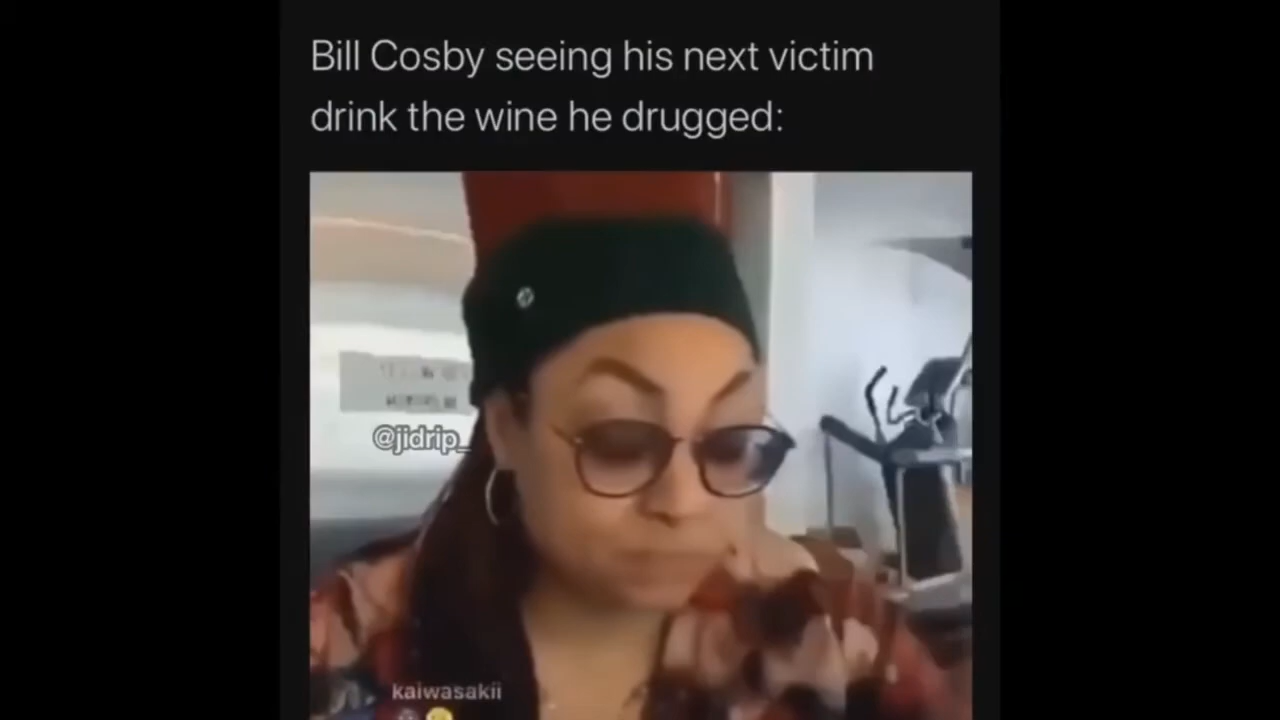 Bill Cosby seeing his next victim
drink the wine he drugged:
@jidrip_
kaiwasakii